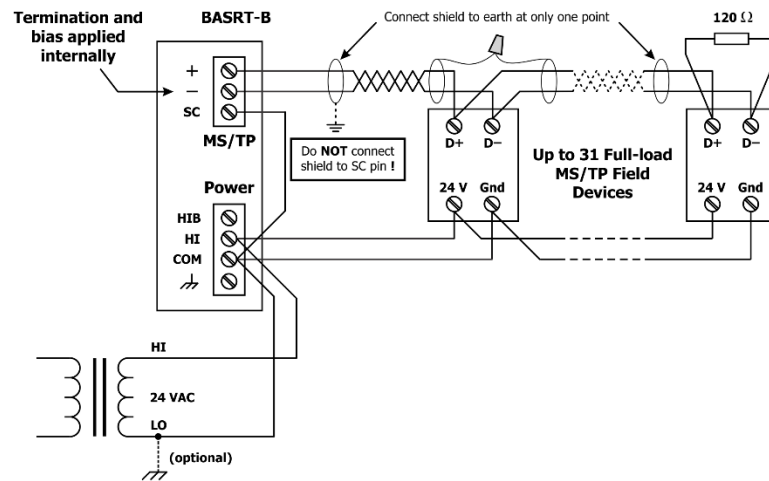 Termination and
bias applied
internally
BASRT-B
Connect shield to earth at only one point
120 Ω
+
−
SC
MS/TP
Do NOT connect
shield to SC pin !
D+ D−
Up to 31 Full-load
MS/TP Field
Devices
D+ D−
24 V Gnd
24 V Gnd
Power
HIB
HI
COM
HI
24 VAC
LO
(optional)